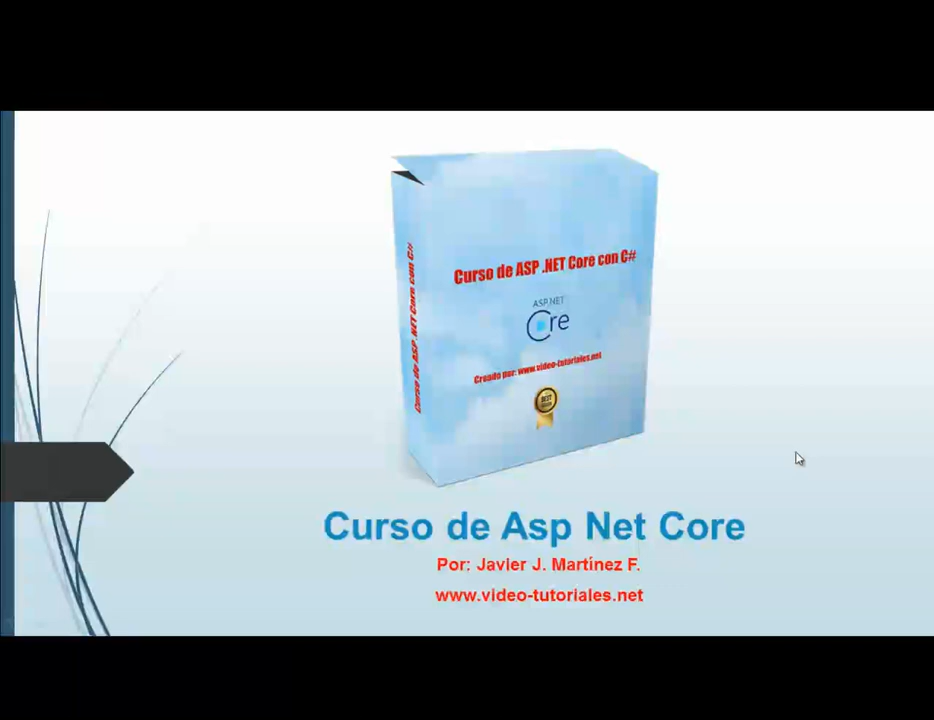 Curso de ASP .NET Core con C#
Curso de ASP .NET Core con C#
ASP.NET
Core
Creado por: www.video-tutoriales.net
BEST
Curso de Asp Net Core
Por: Javier J. Martínez F.
www.video-tutoriales.net